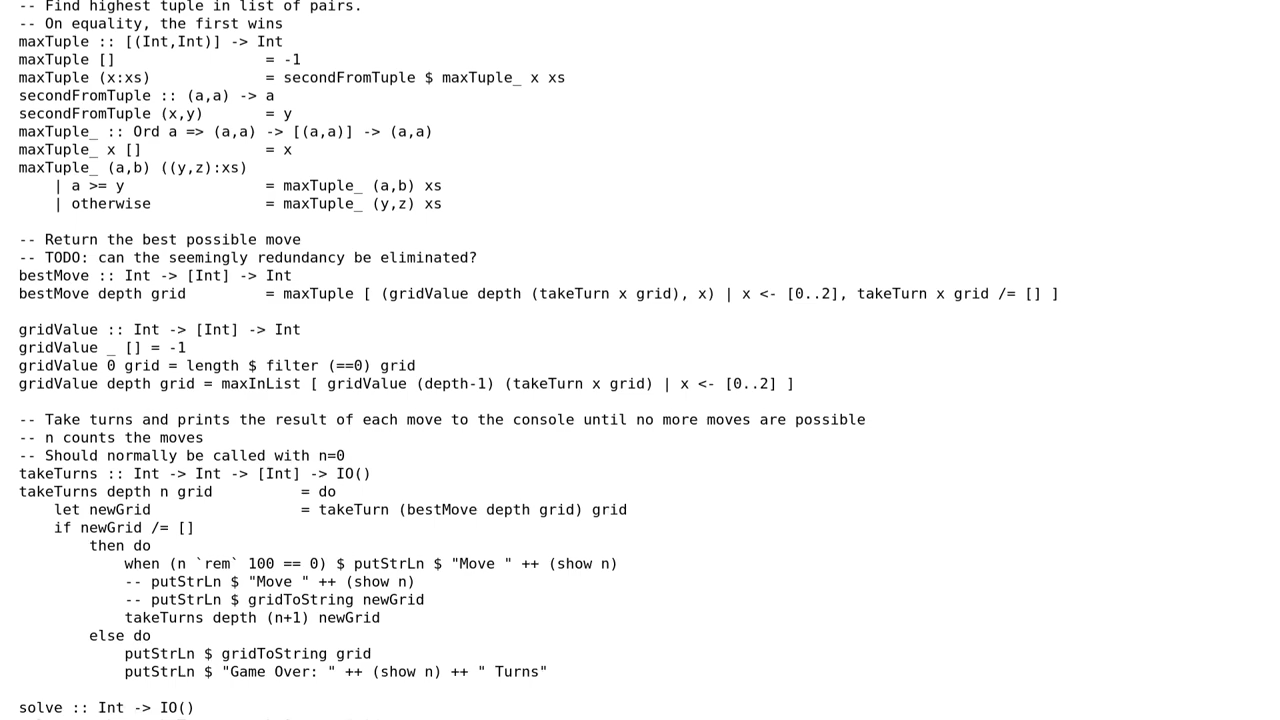 -- Find highest tuple in list of pairs.
-- On equality, the first wins
maxTuple :: [(Int,Int)] -> Int
maxTuple []                 = -1
maxTuple (x:xs)             = secondFromTuple $ maxTuple_ x xs
secondFromTuple :: (a,a) -> a
secondFromTuple (x,y)       = y
maxTuple_ :: Ord a => (a,a) -> [(a,a)] -> (a,a)
maxTuple_ x []              = x
maxTuple_ (a,b) ((y,z):xs)
    | a >= y                = maxTuple_ (a,b) xs
    | otherwise             = maxTuple_ (y,z) xs

-- Return the best possible move
-- TODO: can the seemingly redundancy be eliminated?
bestMove :: Int -> [Int] -> Int
bestMove depth grid         = maxTuple [ (gridValue depth (takeTurn x grid), x) | x <- [0..2], takeTurn x grid /= [] ]

gridValue :: Int -> [Int] -> Int
gridValue _ [] = -1
gridValue 0 grid = length $ filter (==0) grid
gridValue depth grid = maxInList [ gridValue (depth-1) (takeTurn x grid) | x <- [0..2] ]

-- Take turns and prints the result of each move to the console until no more moves are possible
-- n counts the moves
-- Should normally be called with n=0
takeTurns :: Int -> Int -> [Int] -> IO()
takeTurns depth n grid          = do
    let newGrid                 = takeTurn (bestMove depth grid) grid
    if newGrid /= []
        then do
            when (n `rem` 100 == 0) $ putStrLn $ "Move " ++ (show n)
            -- putStrLn $ "Move " ++ (show n)
            -- putStrLn $ gridToString newGrid
            takeTurns depth (n+1) newGrid
        else do
            putStrLn $ gridToString grid
            putStrLn $ "Game Over: " ++ (show n) ++ " Turns"

solve :: Int -> IO()